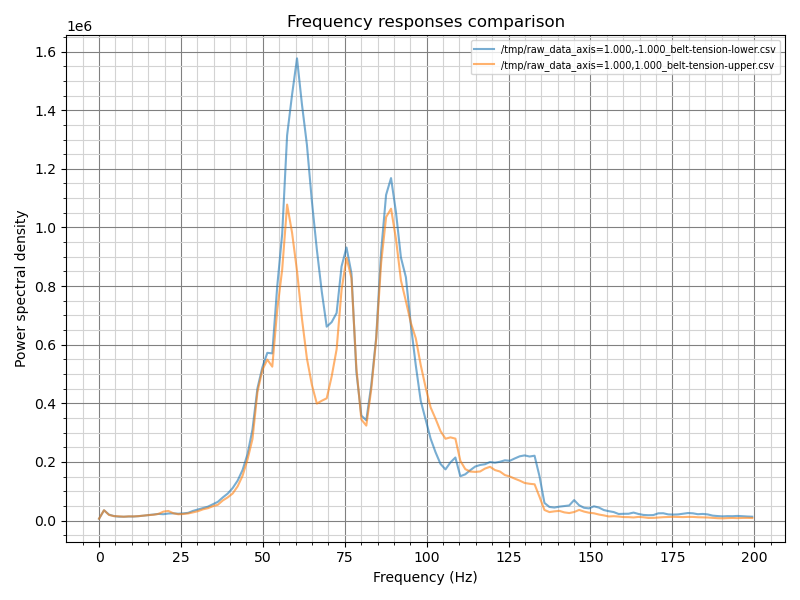 Frequency responses comparison
1e6
/tmp/raw_data_axis=1.000,-1.000_belt-tension-lower.csv
/tmp/raw_data_axis=1.000,1.000_belt-tension-upper.csv
1.6
1.4
1.2
1.0
0.8
0.6
0.4
0.2
0.0
Power spectral density
0 25 50 75 100 125 150 175 200
Frequency (Hz)